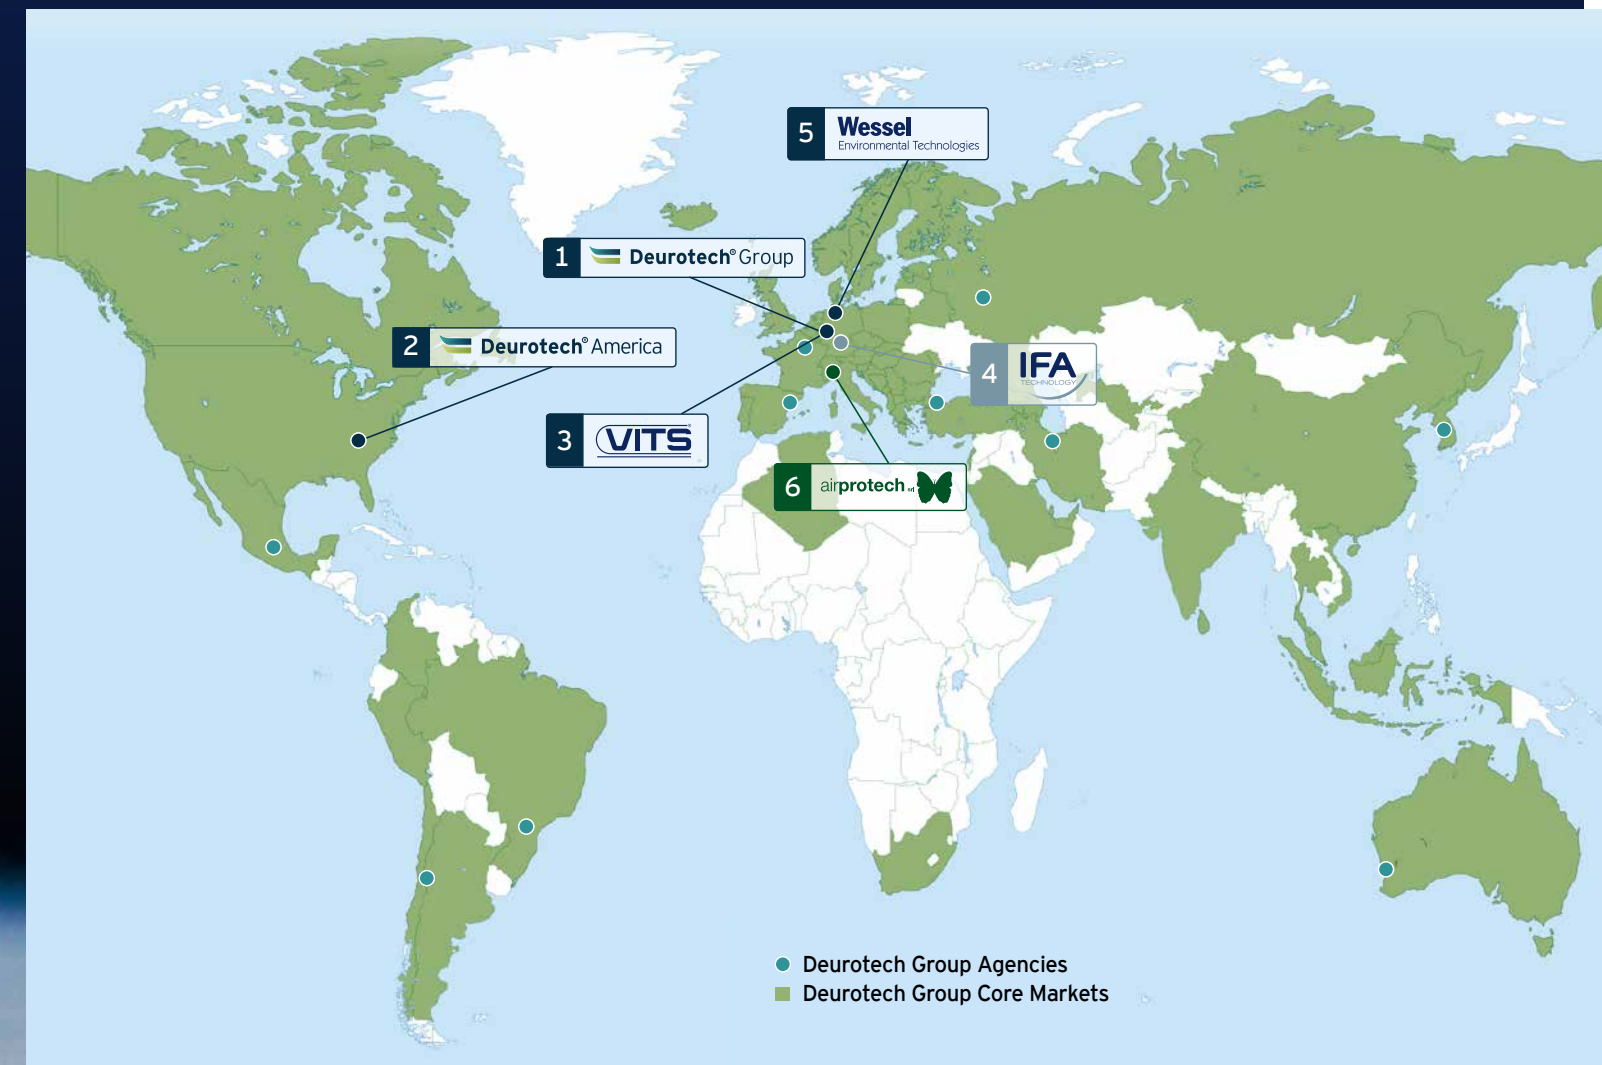 5
Wessel
Environmental Technologies
1
Deurotech® Group
2
Deurotech® America
4
IFA
TECHNOLOGY
3
VITS
6
airprotech srl
Deurotech Group Agencies
Deurotech Group Core Markets